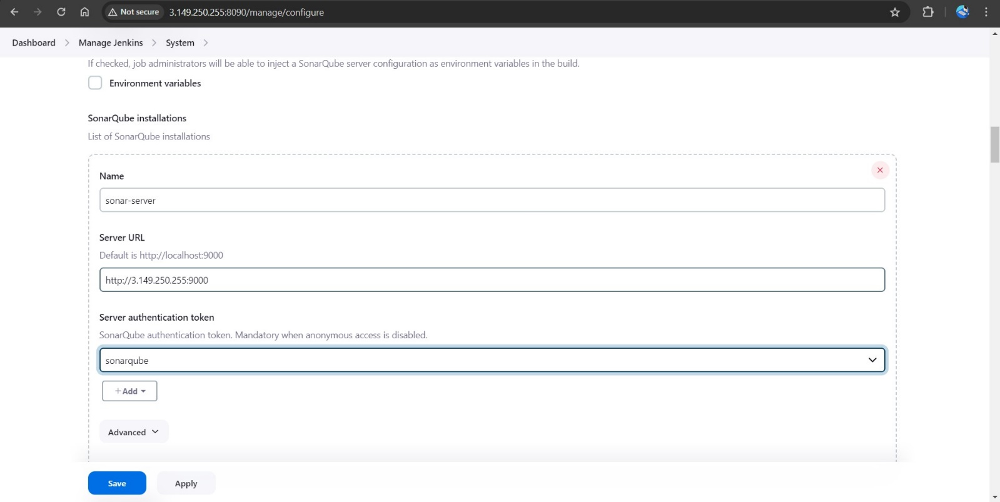 Not secure 3.149.250.255:8090/manage/configure
Dashboard > Manage Jenkins > System >
If checked, job administrators will be able to inject a SonarQube server configuration as environment variables in the build.
Environment variables
SonarQube installations
List of SonarQube installations
Name
sonar-server
Server URL
Default is http://localhost:9000
http://3.149.250.255:9000
Server authentication token
SonarQube authentication token. Mandatory when anonymous access is disabled.
sonarqube
+ Add
Advanced
Save Apply